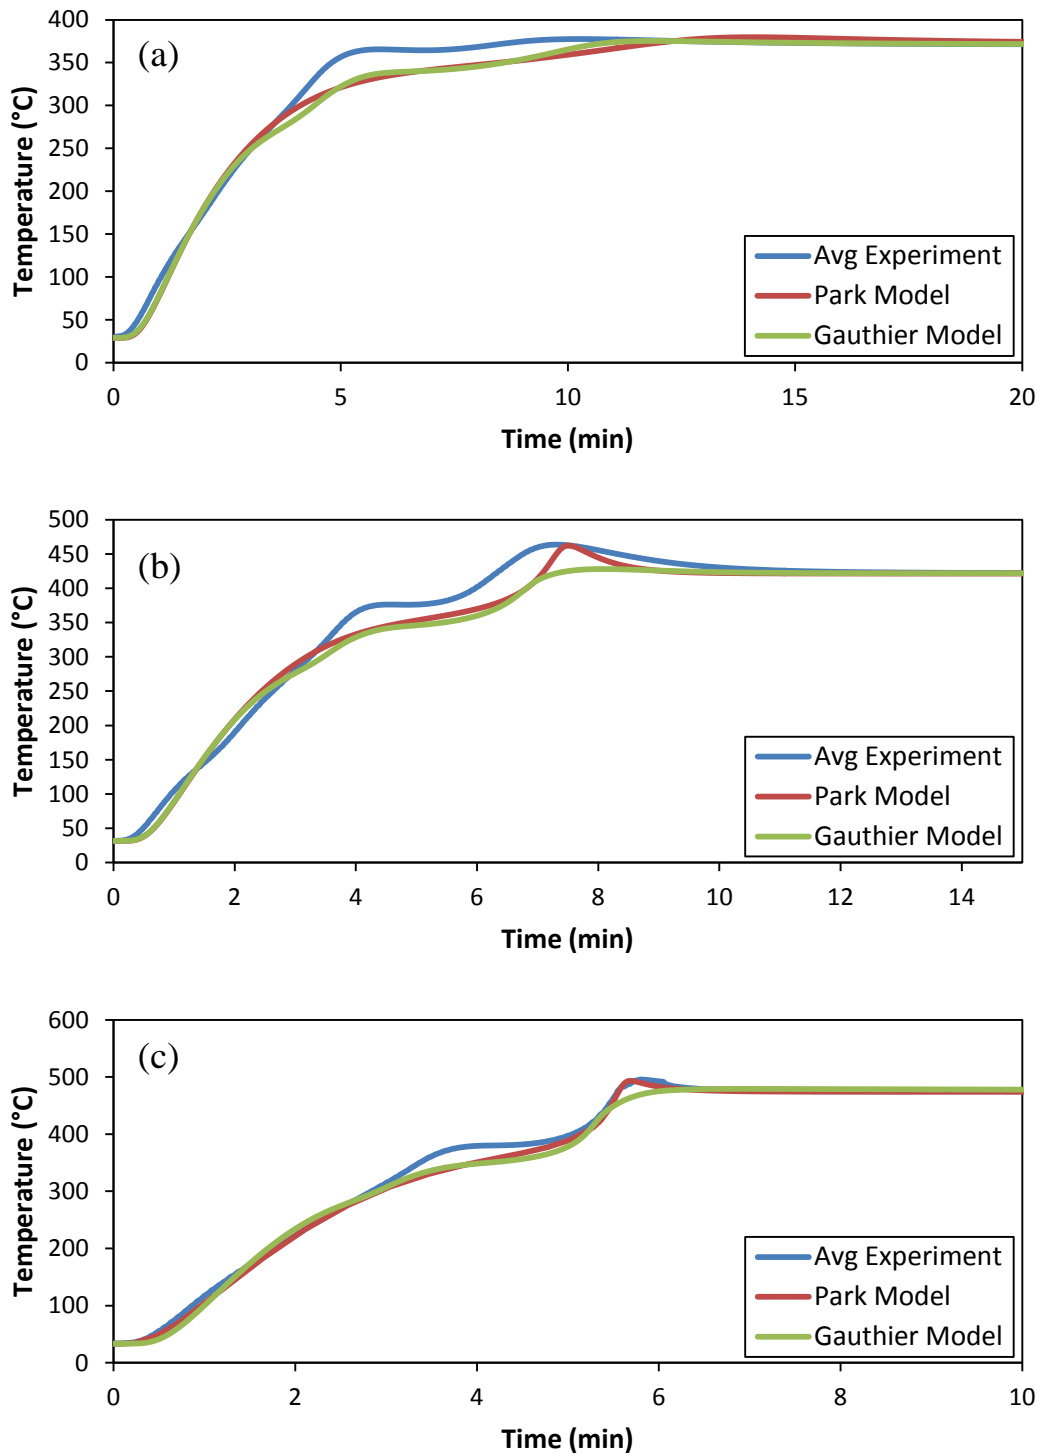 (a)
Temperature (°C)
400
350
300
250
200
150
100
50
0
0 5 10 15 20
Time (min)
Avg Experiment
Park Model
Gauthier Model
(b)
Temperature (°C)
500
450
400
350
300
250
200
150
100
50
0
0 2 4 6 8 10 12 14
Time (min)
Avg Experiment
Park Model
Gauthier Model
(c)
Temperature (°C)
600
500
400
300
200
100
0
0 2 4 6 8 10
Time (min)
Avg Experiment
Park Model
Gauthier Model